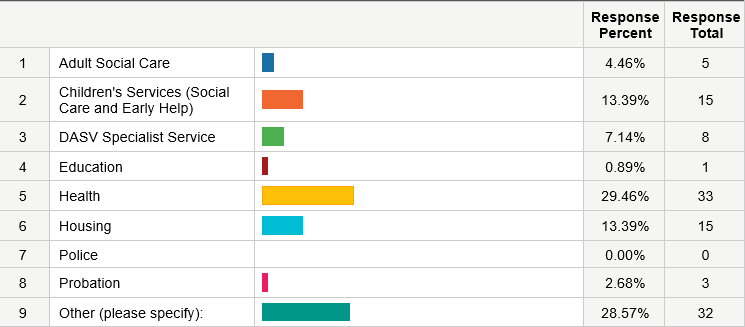 Response Percent Response Total
1 Adult Social Care 4.46% 5
2 Children's Services (Social Care and Early Help) 13.39% 15
3 DASV Specialist Service 7.14% 8
4 Education 0.89% 1
5 Health 29.46% 33
6 Housing 13.39% 15
7 Police 0.00% 0
8 Probation 2.68% 3
9 Other (please specify): 28.57% 32